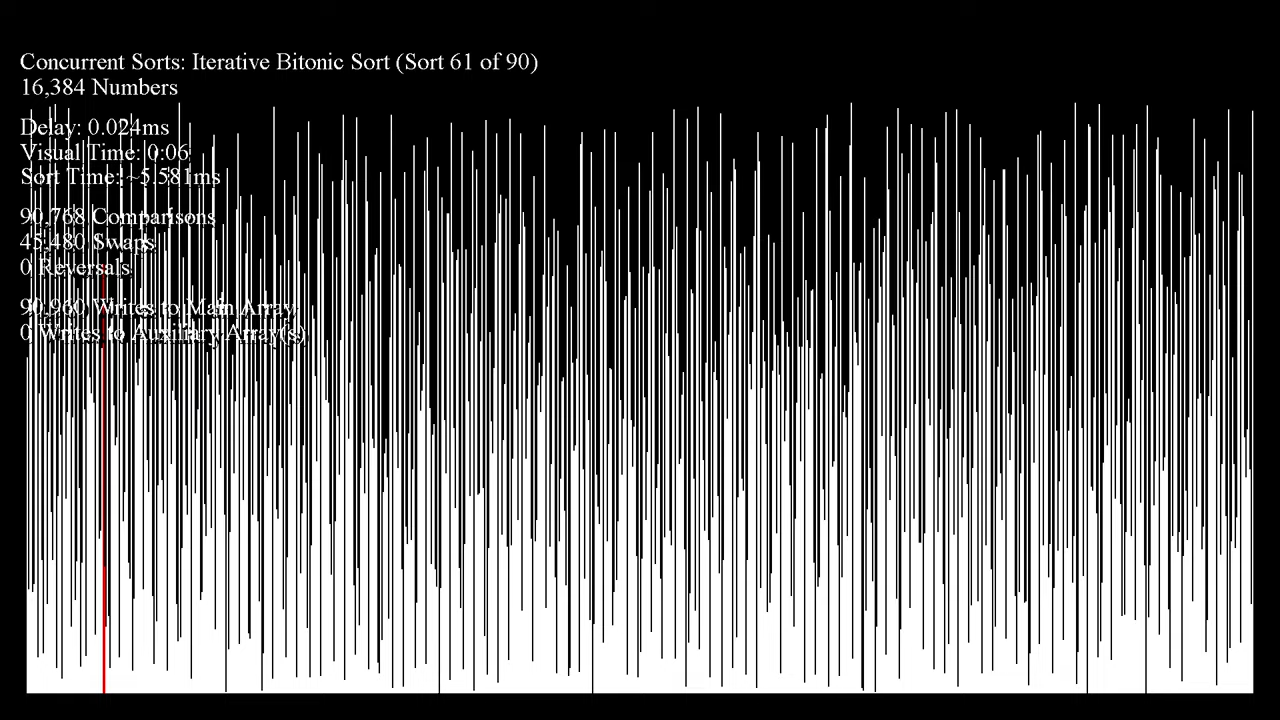 Concurrent Sorts: Iterative Bitonic Sort (Sort 61 of 90)
16,384 Numbers
Delay: 0.024ms
Visual Time: 0:06
Sort Time: ~5.581ms
90,768 Comparisons
45,480 Swaps
0 Reversals
90,960 Writes to Main Array
0 Writes to Auxiliary Array(s)